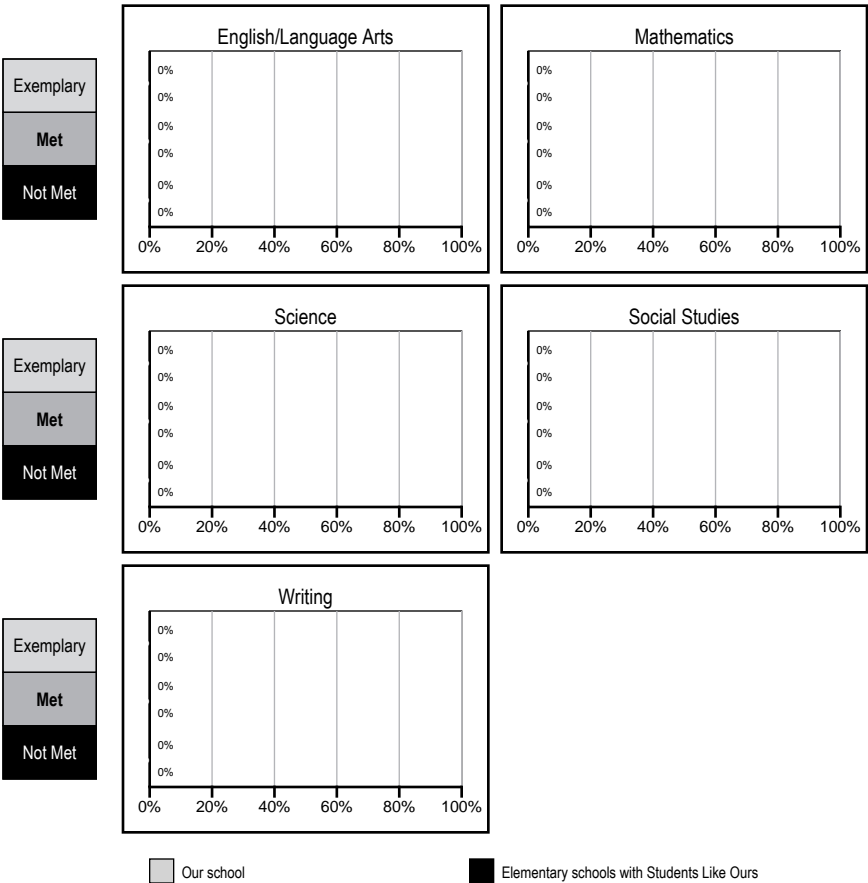 English/Language Arts
Exemplary
Met
Not Met
0%
0%
0%
0%
0%
0%
0% 20% 40% 60% 80% 100%
Mathematics
0%
0%
0%
0%
0%
0%
0% 20% 40% 60% 80% 100%
Science
Exemplary
Met
Not Met
0%
0%
0%
0%
0%
0%
0% 20% 40% 60% 80% 100%
Social Studies
0%
0%
0%
0%
0%
0%
0% 20% 40% 60% 80% 100%
Writing
Exemplary
Met
Not Met
0%
0%
0%
0%
0%
0%
0% 20% 40% 60% 80% 100%
Our school
Elementary schools with Students Like Ours